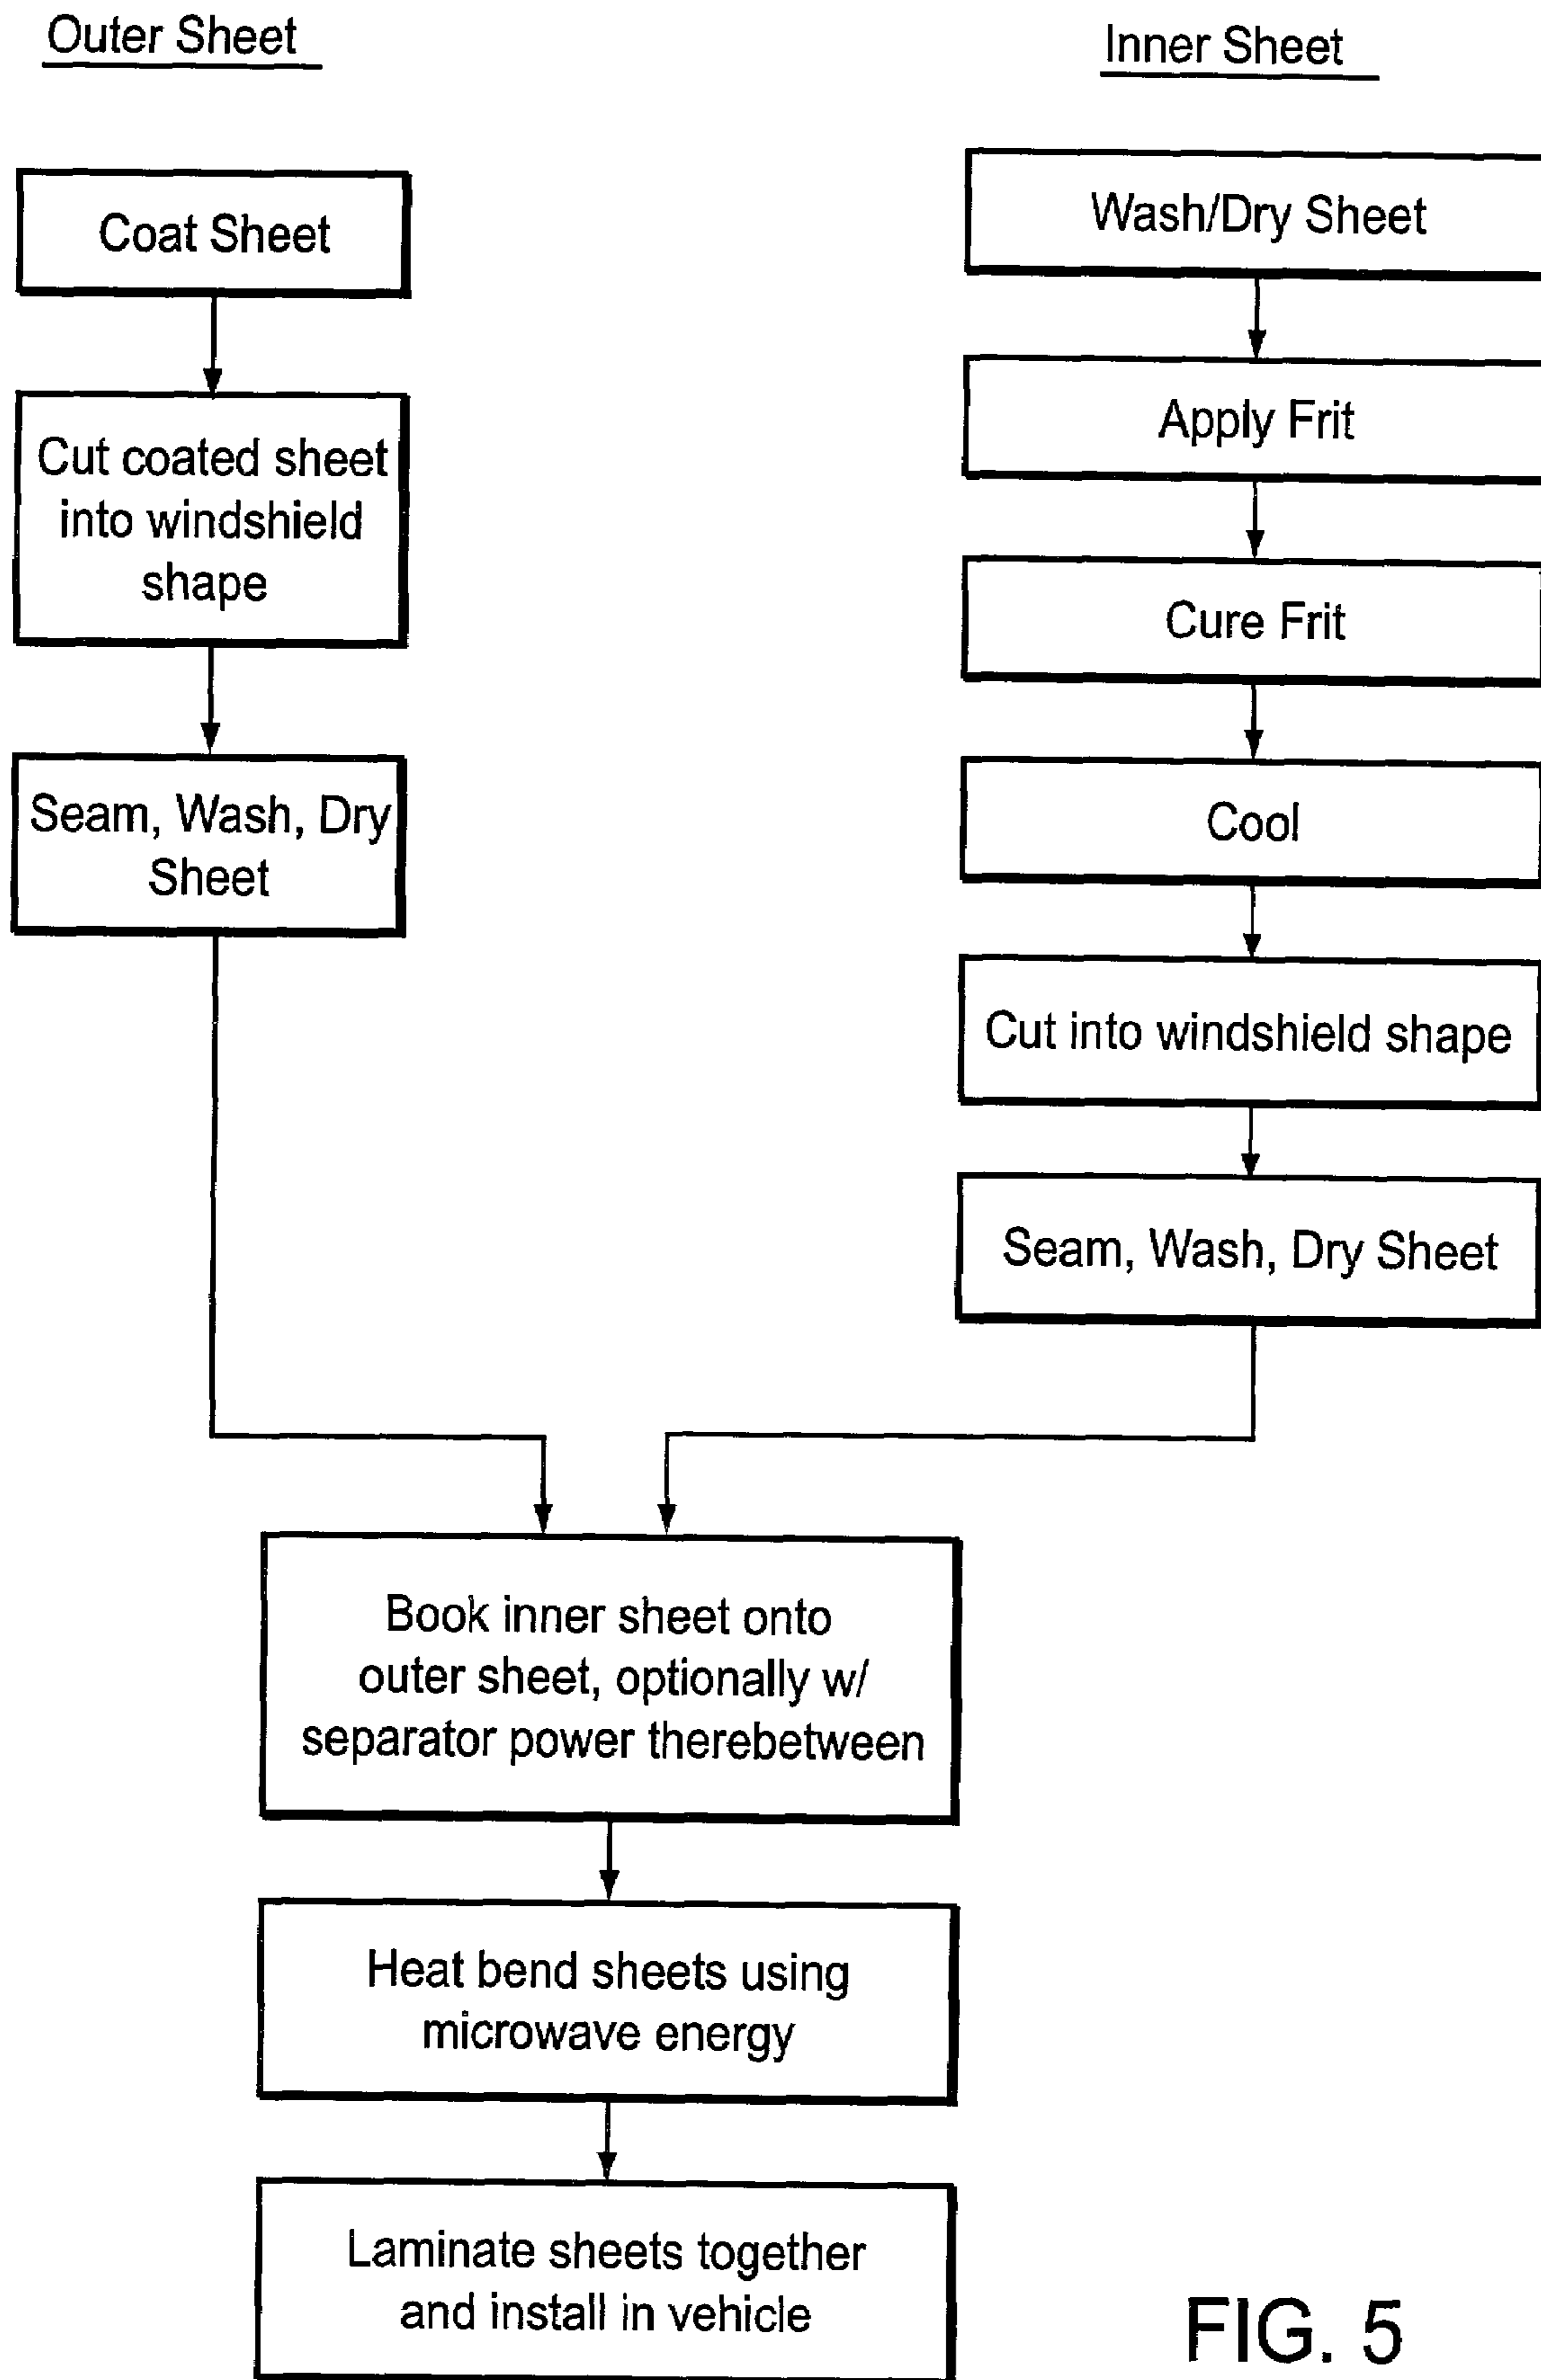 Outer Sheet
Coat Sheet
Cut coated sheet
into windshield
shape
Seam, Wash, Dry
Sheet
Inner Sheet
Wash/Dry Sheet
Apply Frit
Cure Frit
Cool
Cut into windshield shape
Seam, Wash, Dry Sheet
Book inner sheet onto
outer sheet, optionally w/
separator power therebetween
Heat bend sheets using
microwave energy
Laminate sheets together
and install in vehicle
FIG. 5